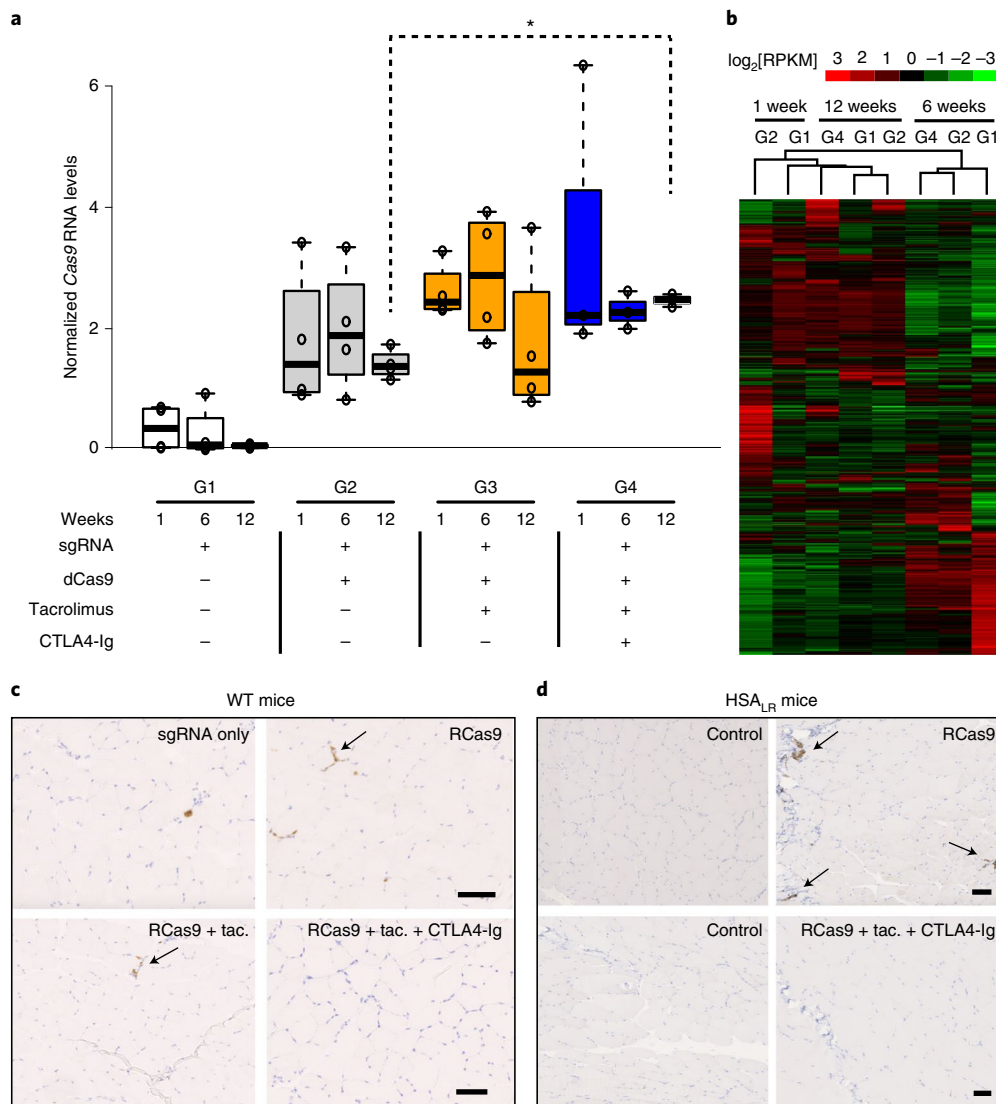 a
*
Normalized Cas9 RNA levels
6
4
2
0
G1 G2 G3 G4
Weeks 1 6 12 1 6 12 1 6 12 1 6 12
sgRNA + + + +
dCas9 – + + +
Tacrolimus – – + +
CTLA4-Ig – – – +
b
log2[RPKM] 3 2 1 0 –1 –2 –3
1 week 12 weeks 6 weeks
G2 G1 G4 G1 G2 G4 G2 G1
c
WT mice
sgRNA only RCas9
RCas9 + tac. RCas9 + tac. + CTLA4-Ig
d
HSALR mice
Control RCas9
Control RCas9 + tac. + CTLA4-Ig